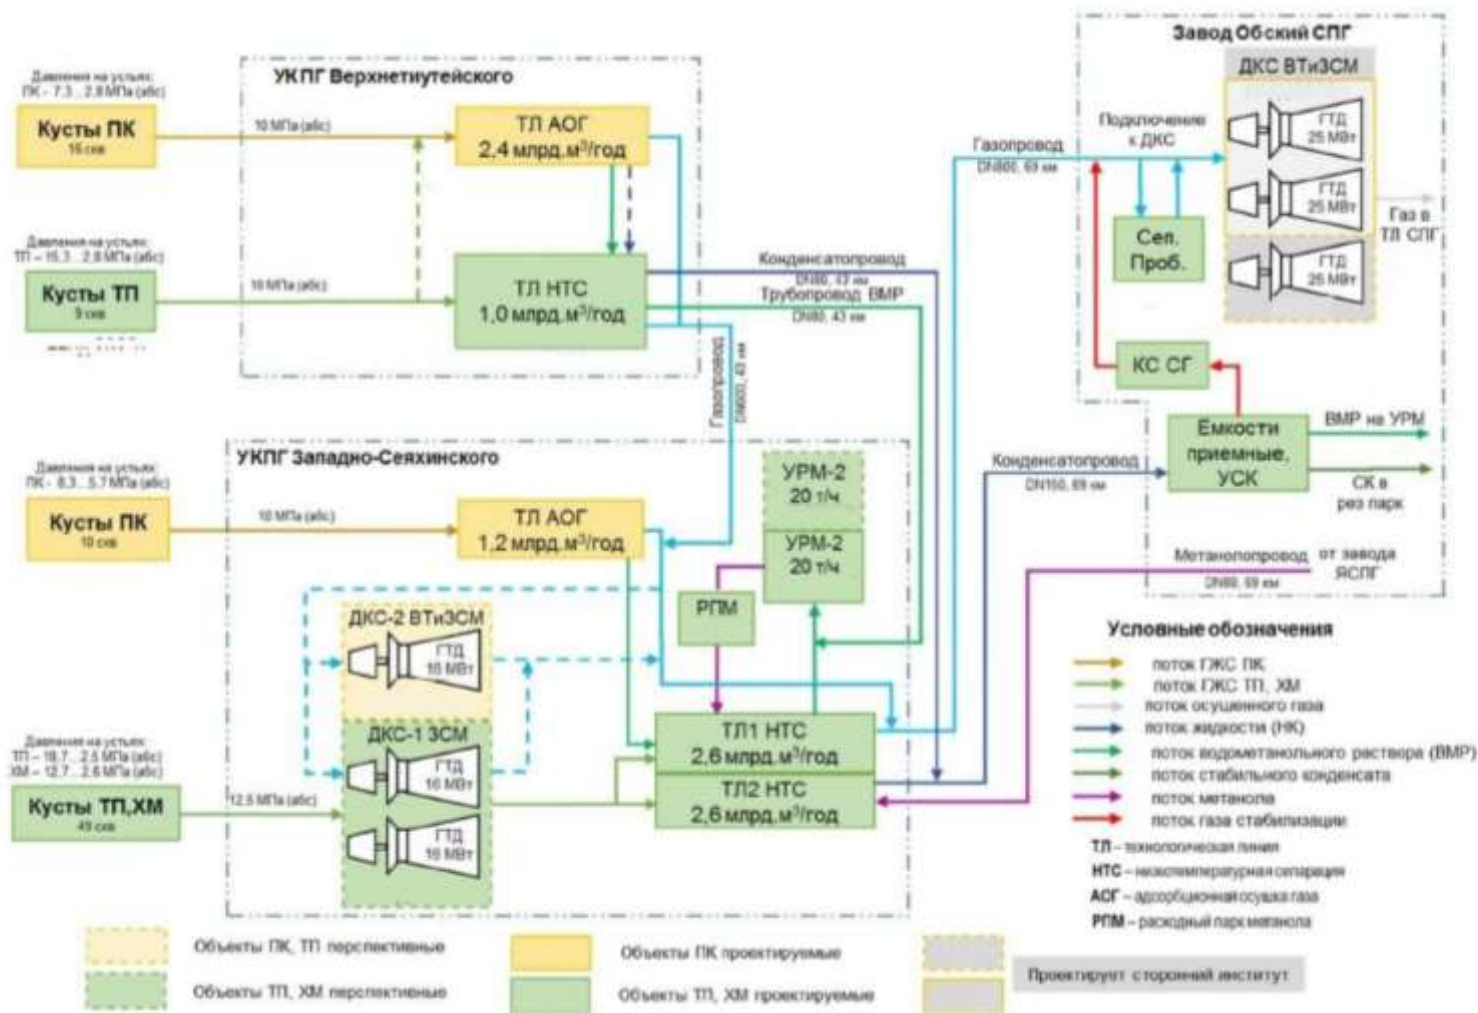 Давления на устьях:
ПК - 7.3...2.8 МПа (абс)
Кусты ПК
16 скв
10 МПа (абс)
УКПГ Верхнетиутейского
ТЛ АОГ
2,4 млрд.м³/год
Давления на устьях:
ТП – 15,3...2.8 МПа (абс)
Кусты ТП
9 скв
10 МПа (абс)
ТЛ НТС
1,0 млрд.м³/год
Конденсатопровод
DN80, 43 км
Трубопровод ВМР
DN80, 43 км
Газопровод
DN600, 43 км
Газопровод
DN800, 69 км
Завод Обский СПГ
ДКС ВТиЗСМ
Подключение
к ДКС
ГТД
25 МВт
ГТД
25 МВт
ГТД
25 МВт
Газ в
ТЛ СПГ
Сеп.
Проб.
КС СГ
Емкости
приемные,
УСК
ВМР на УРМ
СК в
рез парк
Конденсатопровод
DN150, 69 км
Метанолопровод
DN80, 69 км
от завода
ЯСПГ
УКПГ Западно-Сеяхинского
Давления на устьях:
ПК - 8,3...5.7 МПа (абс)
Кусты ПК
10 скв
10 МПа (абс)
ТЛ АОГ
1,2 млрд.м³/год
УРМ-2
20 т/ч
УРМ-2
20 т/ч
РПМ
ДКС-2 ВТиЗСМ
ГТД
16 МВт
ДКС-1 ЗСМ
ГТД
16 МВт
ГТД
16 МВт
Давления на устьях:
ТП – 18,7...2.5 МПа (абс)
ХМ – 12,7...2.6 МПа (абс)
Кусты ТП,ХМ
49 скв
12.5 МПа (абс)
ТЛ1 НТС
2,6 млрд.м³/год
ТЛ2 НТС
2,6 млрд.м³/год
Условные обозначения
поток ГЖС ПК
поток ГЖС ТП, ХМ
поток осушенного газа
поток жидкости (НК)
поток водометанольного раствора (ВМР)
поток стабильного конденсата
поток метанола
поток газа стабилизации
ТЛ – технологическая линия
НТС – низкотемпературная сепарация
АОГ – адсорбционная осушка газа
РПМ – расходный парк метанола
Объекты ПК, ТП перспективные
Объекты ТП, ХМ перспективные
Объекты ПК проектируемые
Объекты ТП, ХМ проектируемые
Проектирует сторонний институт